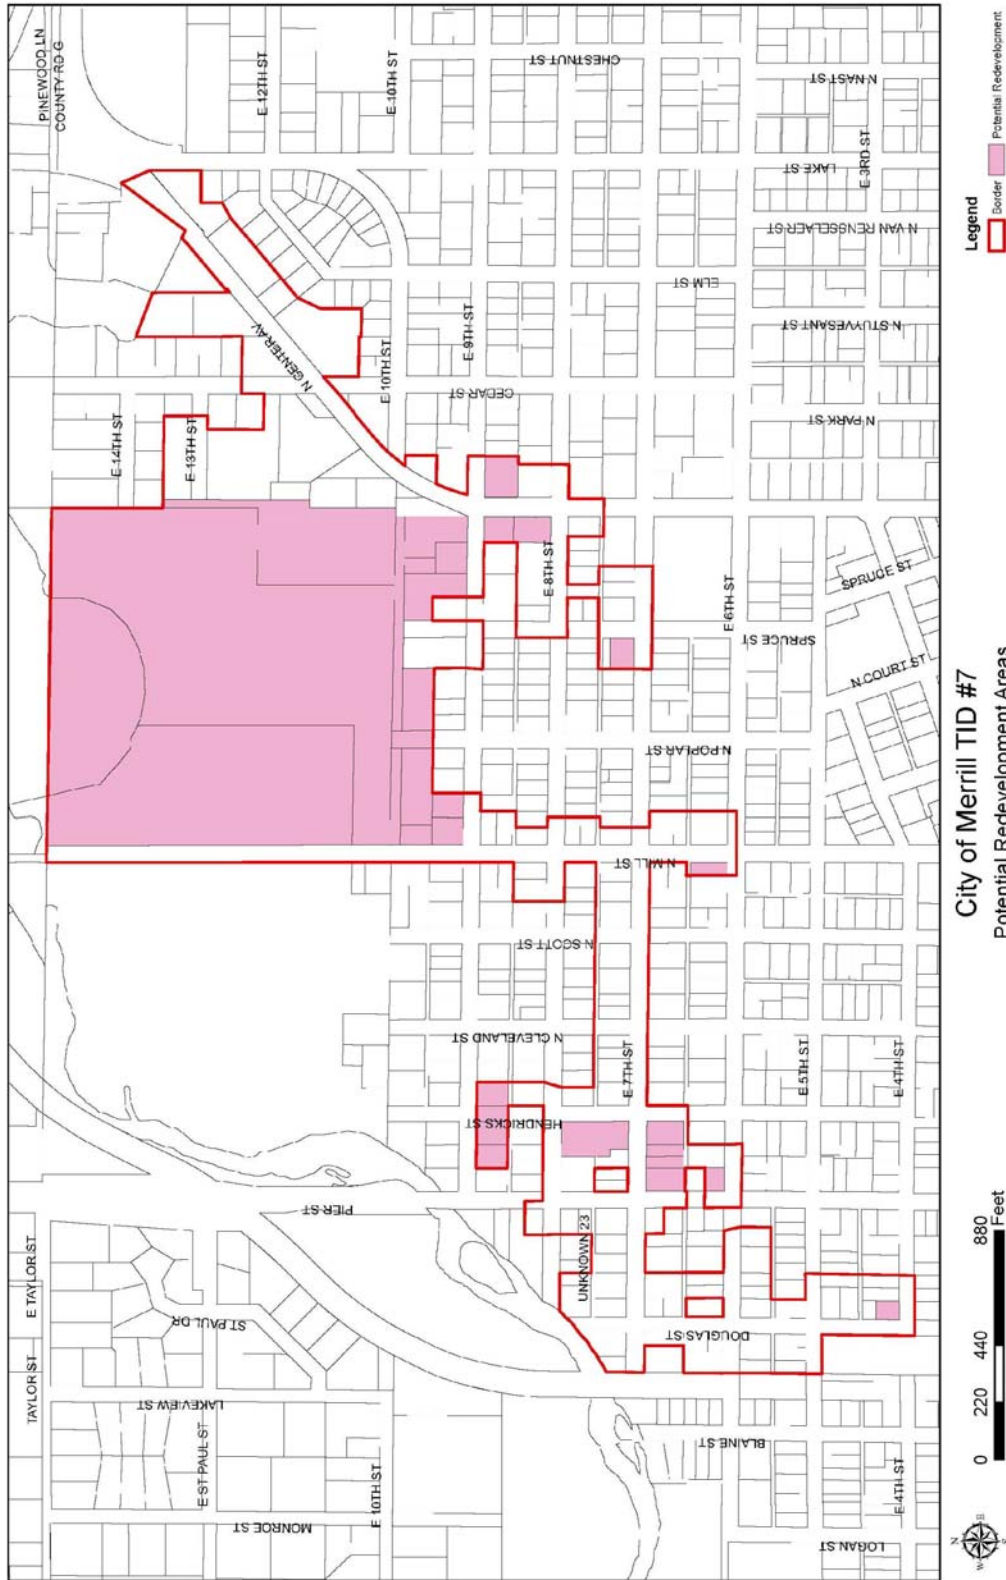 TAYLOR ST
E TAYLOR ST
PINEWOOD LN
COUNTY RD G
E 14TH ST
LAKEVIEW ST
ST PAUL DR
E ST PAUL ST
E 13TH ST
E 12TH ST
MONROE ST
N CENTER AV
PIER ST
E 10TH ST
E 10TH ST
E 10TH ST
E 9TH ST
CEDAR ST
N CLEVELAND ST
HENDRICKS ST
N SCOTT ST
E 8TH ST
CHESTNUT ST
UNKNOWN 23
E 7TH ST
N MILL ST
N POPLAR ST
ELM ST
DOUGLAS ST
BLAINE ST
E 6TH ST
SPRUCE ST
E 5TH ST
N STUYVESANT ST
N PARK ST
N VAN RENSSELAER ST
LAKE ST
N NAST ST
E 3RD ST
SPRUCE ST
N COURT ST
LOGAN ST
E 4TH ST
E 4TH ST
City of Merrill TID #7
Potential Redevelopment Areas
N
W
E
S
0 220 440 880
Feet
Legend
Border
Potential Redevelopment